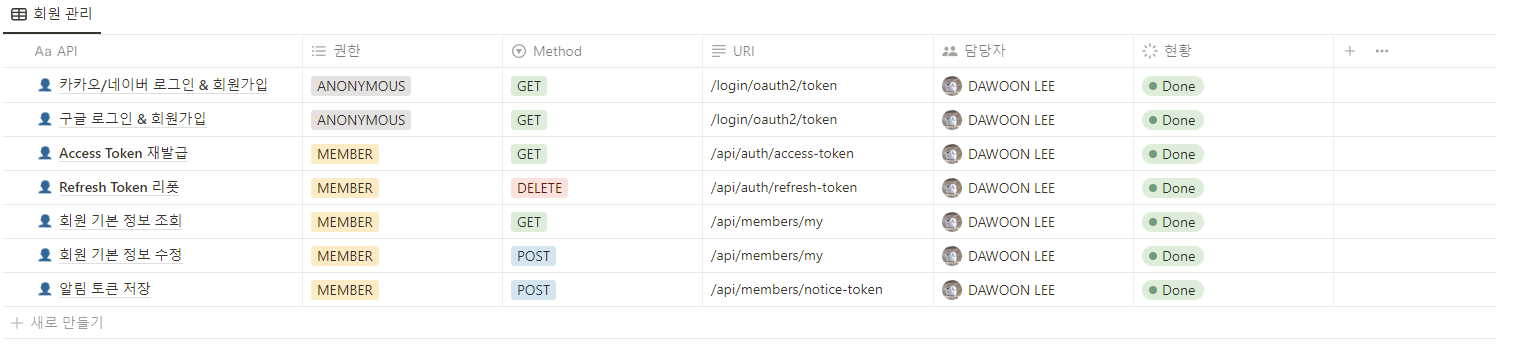 회원 관리
Aa API 권한 Method URI 담당자 현황
카카오/네이버 로그인 & 회원가입 ANONYMOUS GET /login/oauth2/token DAWOON LEE Done
구글 로그인 & 회원가입 ANONYMOUS GET /login/oauth2/token DAWOON LEE Done
Access Token 재발급 MEMBER GET /api/auth/access-token DAWOON LEE Done
Refresh Token 리풋 MEMBER DELETE /api/auth/refresh-token DAWOON LEE Done
회원 기본 정보 조회 MEMBER GET /api/members/my DAWOON LEE Done
회원 기본 정보 수정 MEMBER POST /api/members/my DAWOON LEE Done
알림 토큰 저장 MEMBER POST /api/members/notice-token DAWOON LEE Done
새로 만들기